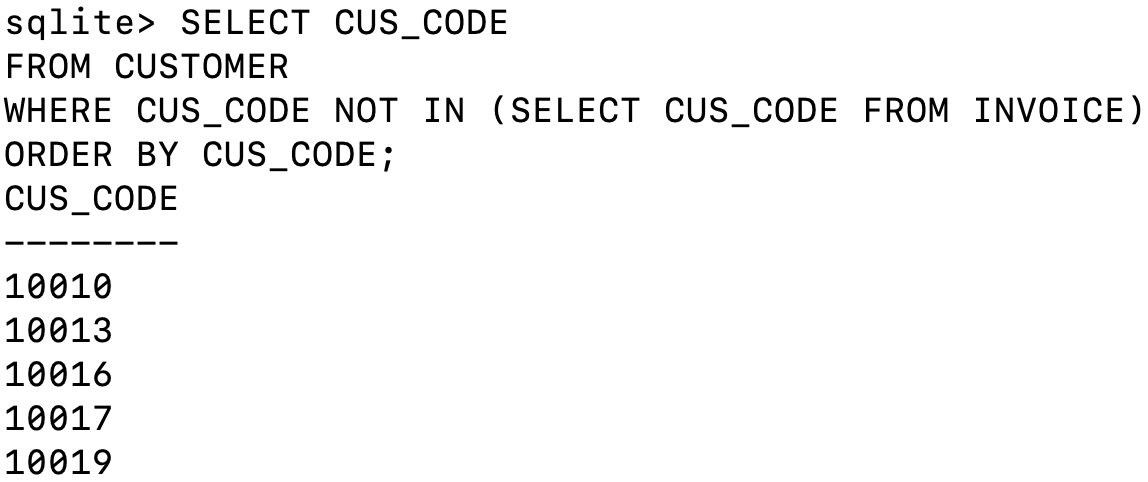 sqlite> SELECT CUS_CODE
FROM CUSTOMER
WHERE CUS_CODE NOT IN (SELECT CUS_CODE FROM INVOICE)
ORDER BY CUS_CODE;
CUS_CODE
--------
10010
10013
10016
10017
10019